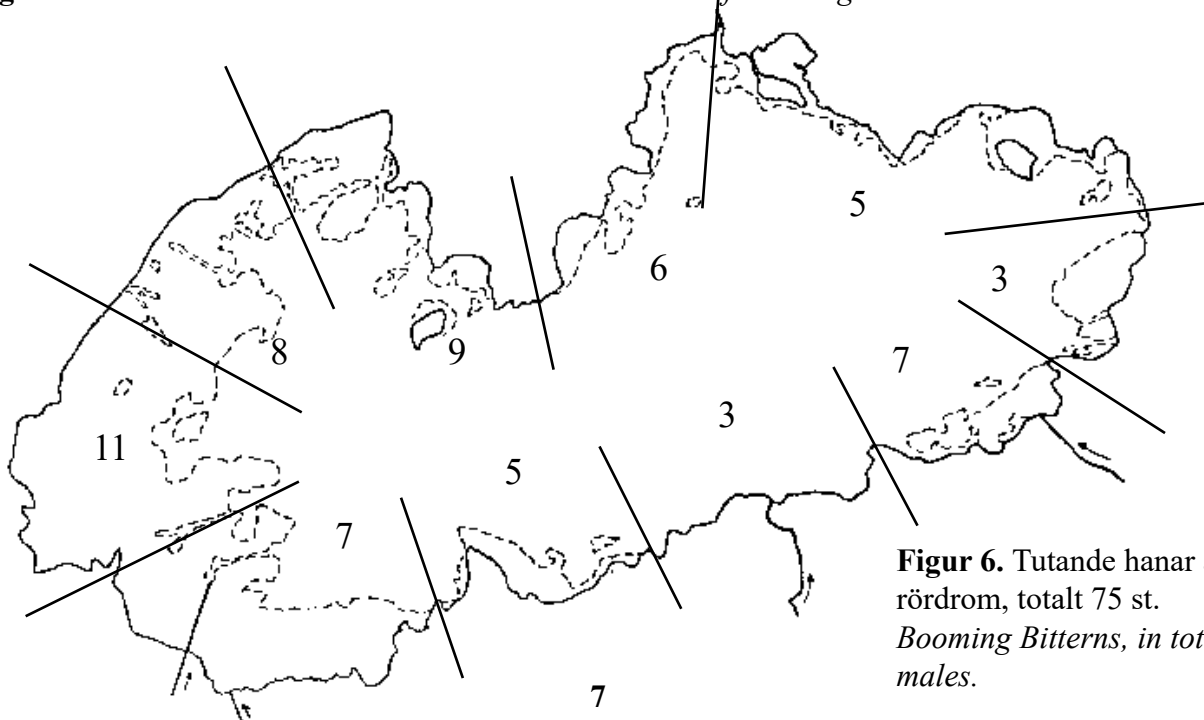 5
6
3
8
9
7
3
11
5
7
Figur 6. Tutande hanar
rördrom, totalt 75 st.
Booming Bitterns, in tot
males.
7